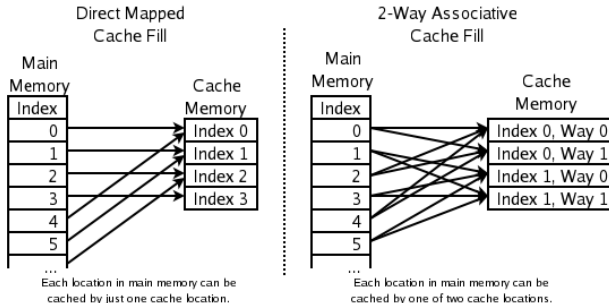 Direct Mapped
Cache Fill
Main
Memory
Index
0
1
2
3
4
5
...
Cache
Memory
Index 0
Index 1
Index 2
Index 3
Each location in main memory can be
cached by just one cache location.
2-Way Associative
Cache Fill
Main
Memory
Index
0
1
2
3
4
5
...
Cache
Memory
Index 0, Way 0
Index 0, Way 1
Index 1, Way 0
Index 1, Way 1
Each location in main memory can be
cached by one of two cache locations.